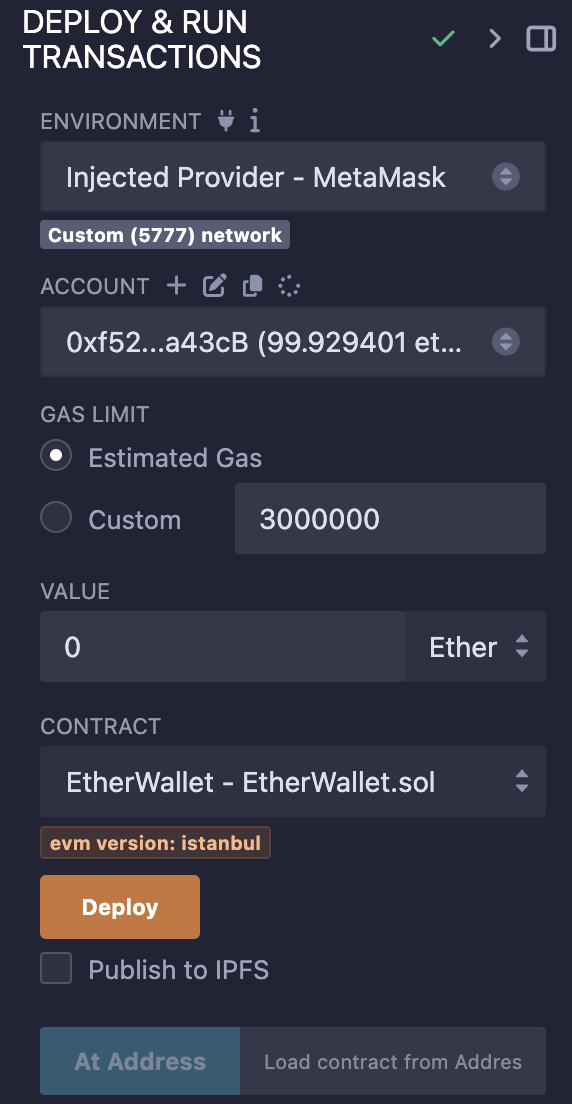 DEPLOY & RUN
TRANSACTIONS
ENVIRONMENT
Injected Provider - MetaMask
Custom (5777) network
ACCOUNT
0xf52...a43cB (99.929401 et...
GAS LIMIT
Estimated Gas
Custom
3000000
VALUE
0
Ether
CONTRACT
EtherWallet - EtherWallet.sol
evm version: istanbul
Deploy
Publish to IPFS
At Address
Load contract from Addres